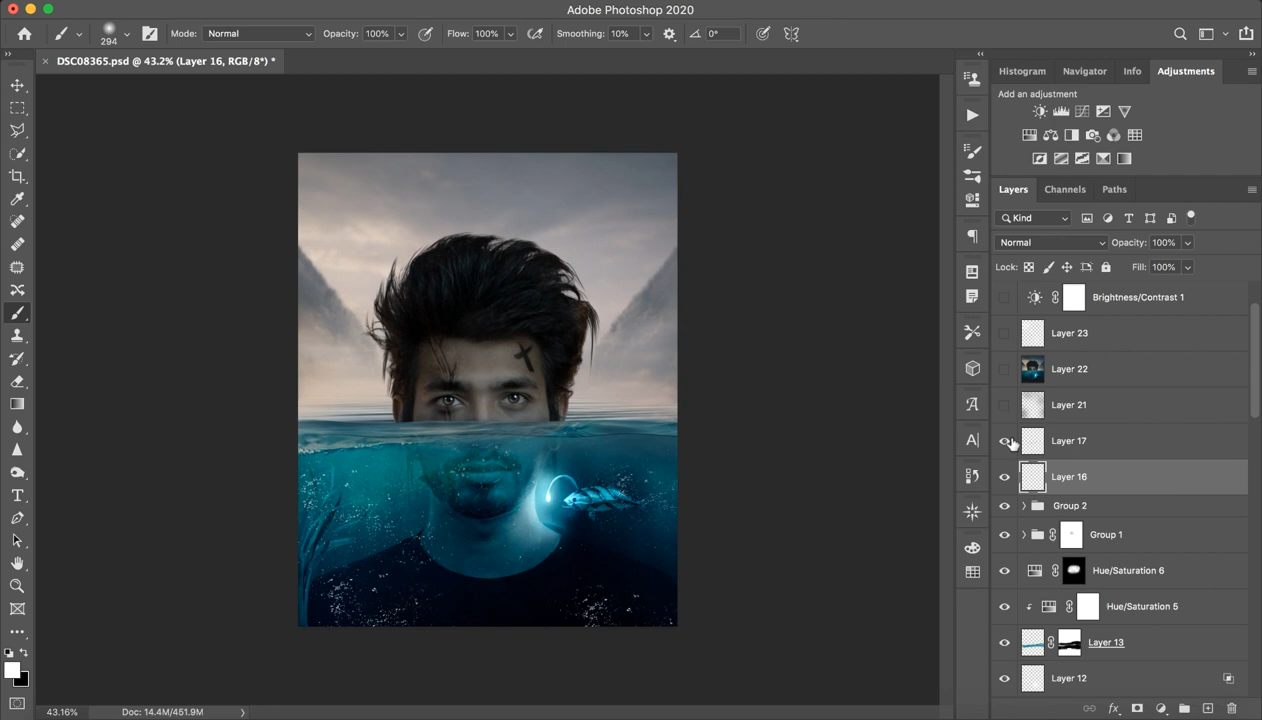 Adobe Photoshop 2020
294 Mode: Normal Opacity: 100% Flow: 100% Smoothing: 10% 0°
DSC08365.psd @ 43.2% (Layer 16, RGB/8*) *
Histogram Navigator Info Adjustments
Add an adjustment
Layers Channels Paths
Kind
Normal Opacity: 100%
Lock: Fill: 100%
Brightness/Contrast 1
Layer 23
Layer 22
Layer 21
Layer 17
Layer 16
Group 2
Group 1
Hue/Saturation 6
Hue/Saturation 5
Layer 13
Layer 12
43.16% Doc: 14.4M/451.9M